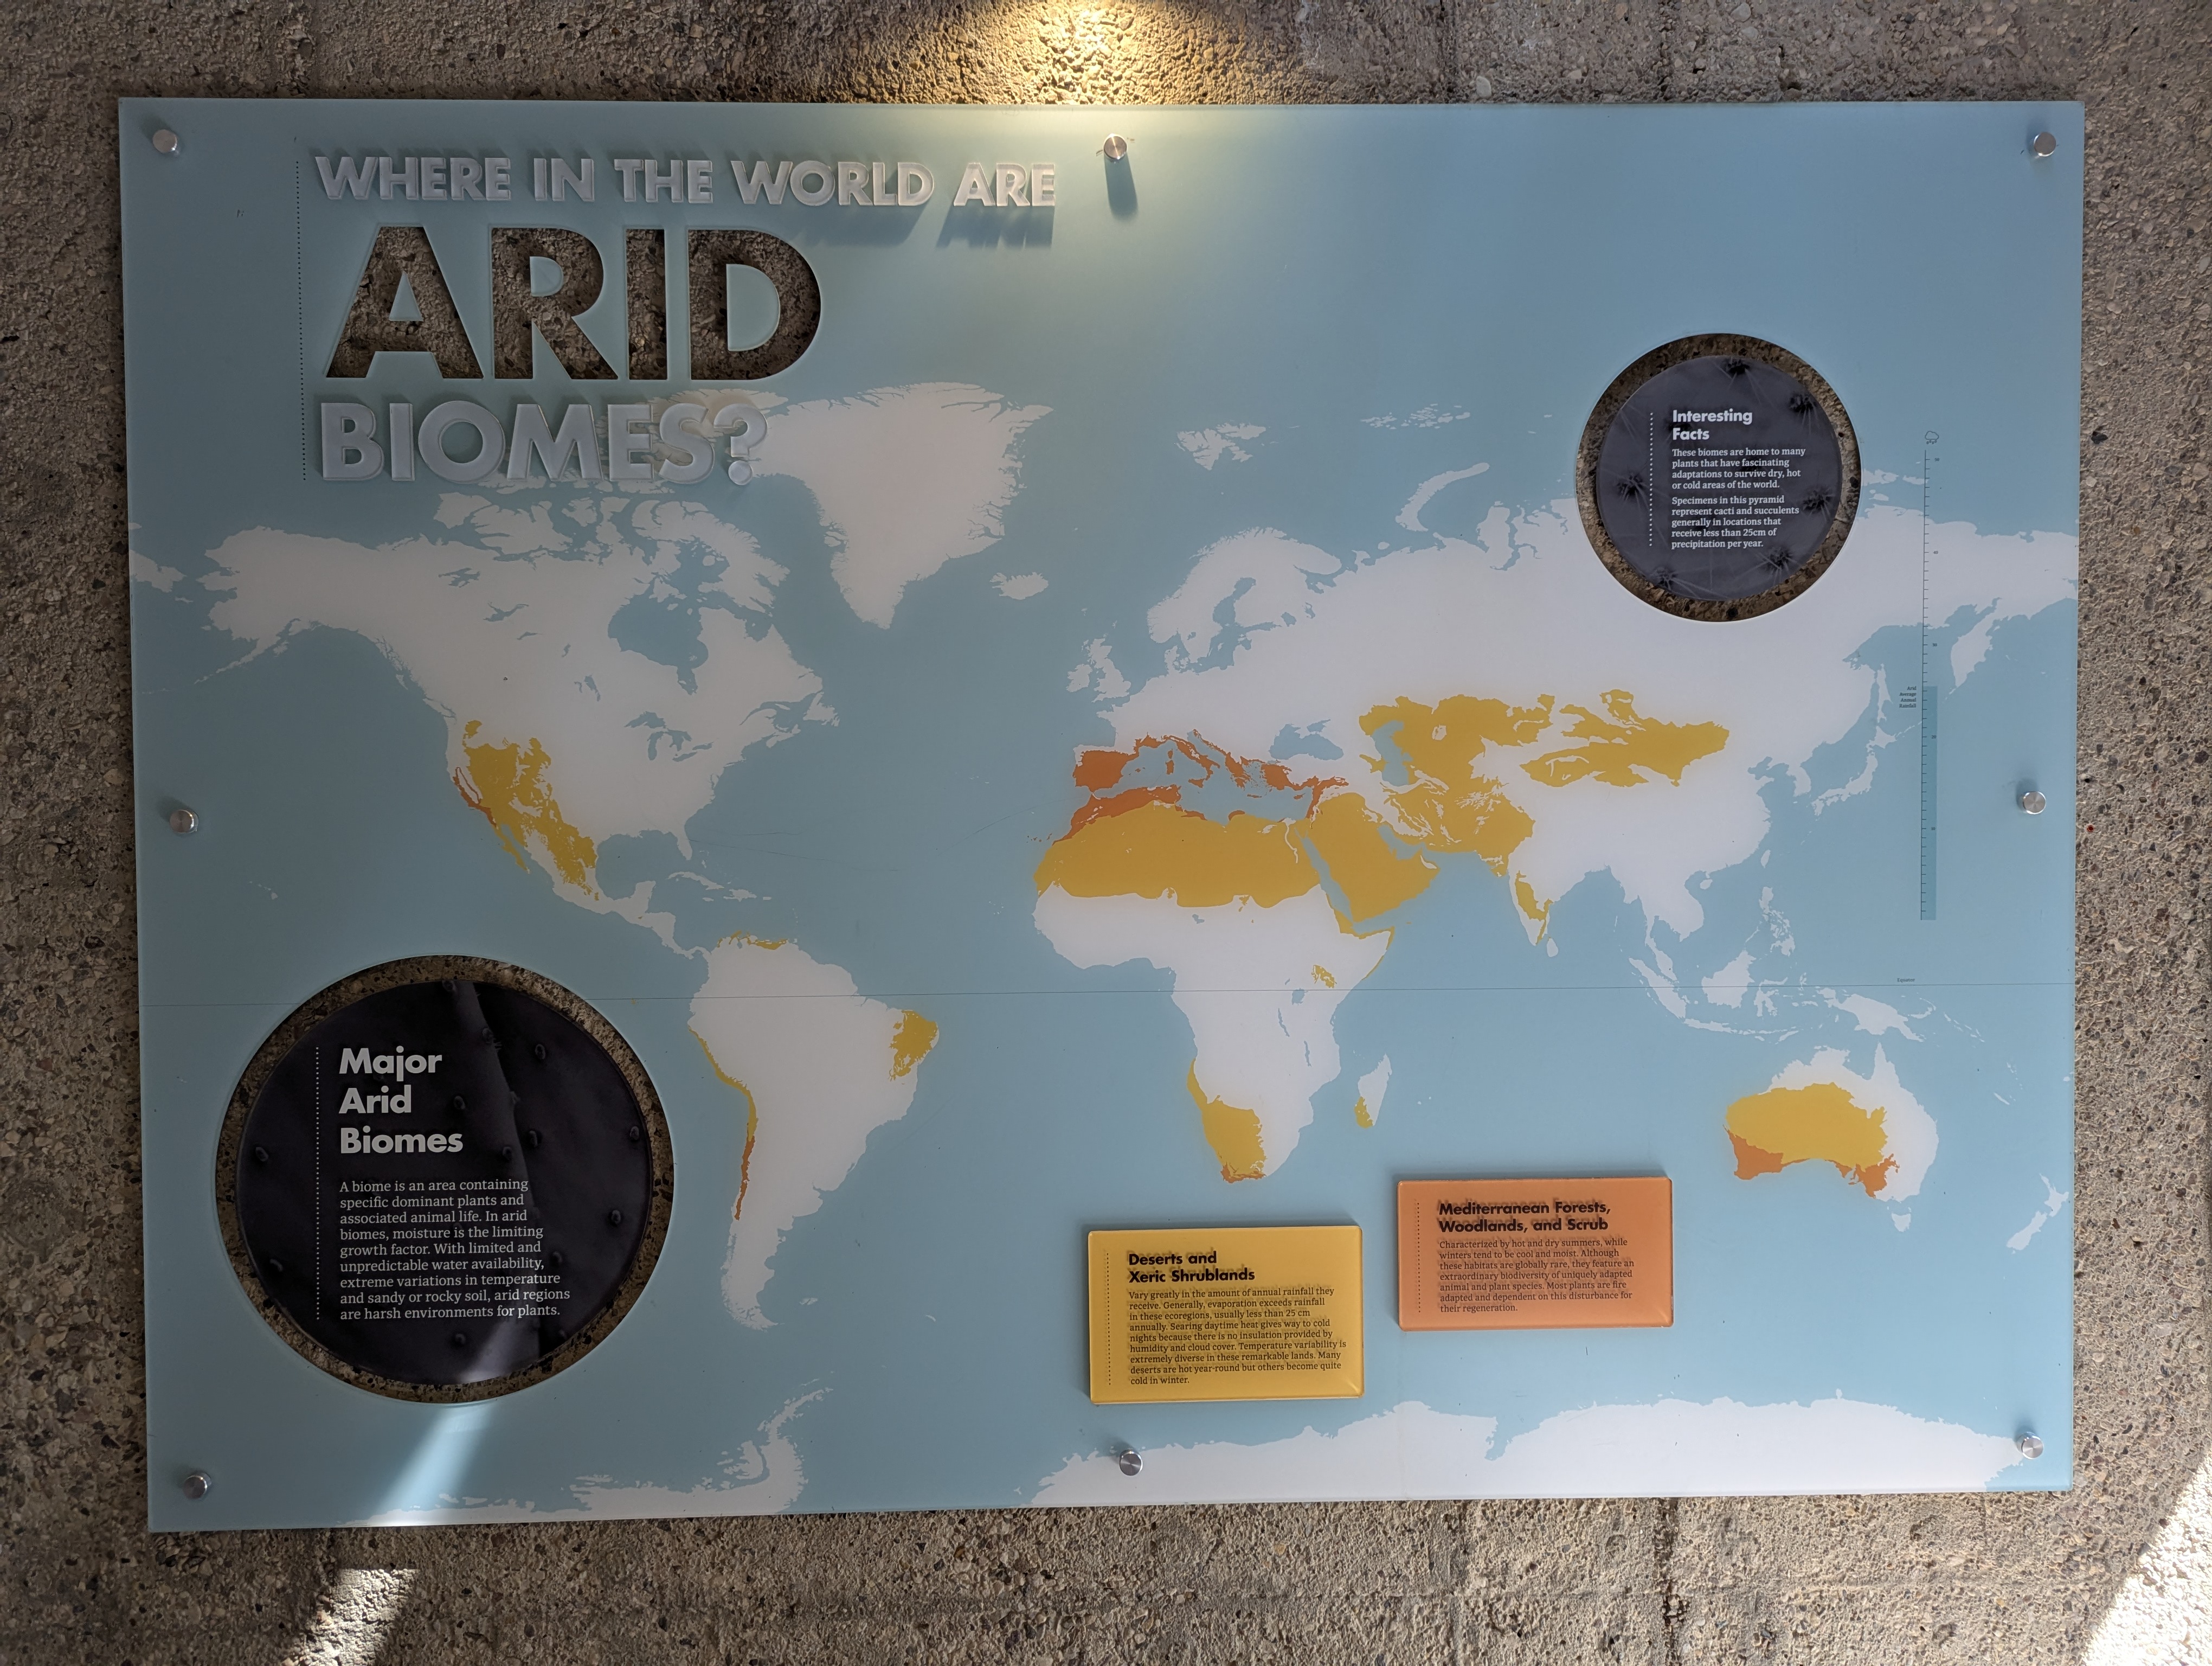 WHERE IN THE WORLD ARE
ARID
BIOMES?
Interesting
Facts
These biomes are home to many
plants that have fascinating
adaptations to survive dry, hot
or cold areas of the world.
Specimens in this pyramid
represent cacti and succulents
generally in locations that
receive less than 25cm of
precipitation per year.
Arid
Average
Annual
Rainfall
Equator
Major
Arid
Biomes
A biome is an area containing
specific dominant plants and
associated animal life. In arid
biomes, moisture is the limiting
growth factor. With limited and
unpredictable water availability,
extreme variations in temperature
and sandy or rocky soil, arid regions
are harsh environments for plants.
Deserts and
Xeric Shrublands
Vary greatly in the amount of annual rainfall they
receive. Generally, evaporation exceeds rainfall
in these ecoregions, usually less than 25 cm
annually. Searing daytime heat gives way to cold
nights because there is no insulation provided by
humidity and cloud cover. Temperature variability is
extremely diverse in these remarkable lands. Many
deserts are hot year-round but others become quite
cold in winter.
Mediterranean Forests,
Woodlands, and Scrub
Characterized by hot and dry summers, while
winters tend to be cool and moist. Although
these habitats are globally rare, they feature an
extraordinary biodiversity of uniquely adapted
animal and plant species. Most plants are fire
adapted and dependent on this disturbance for
their regeneration.